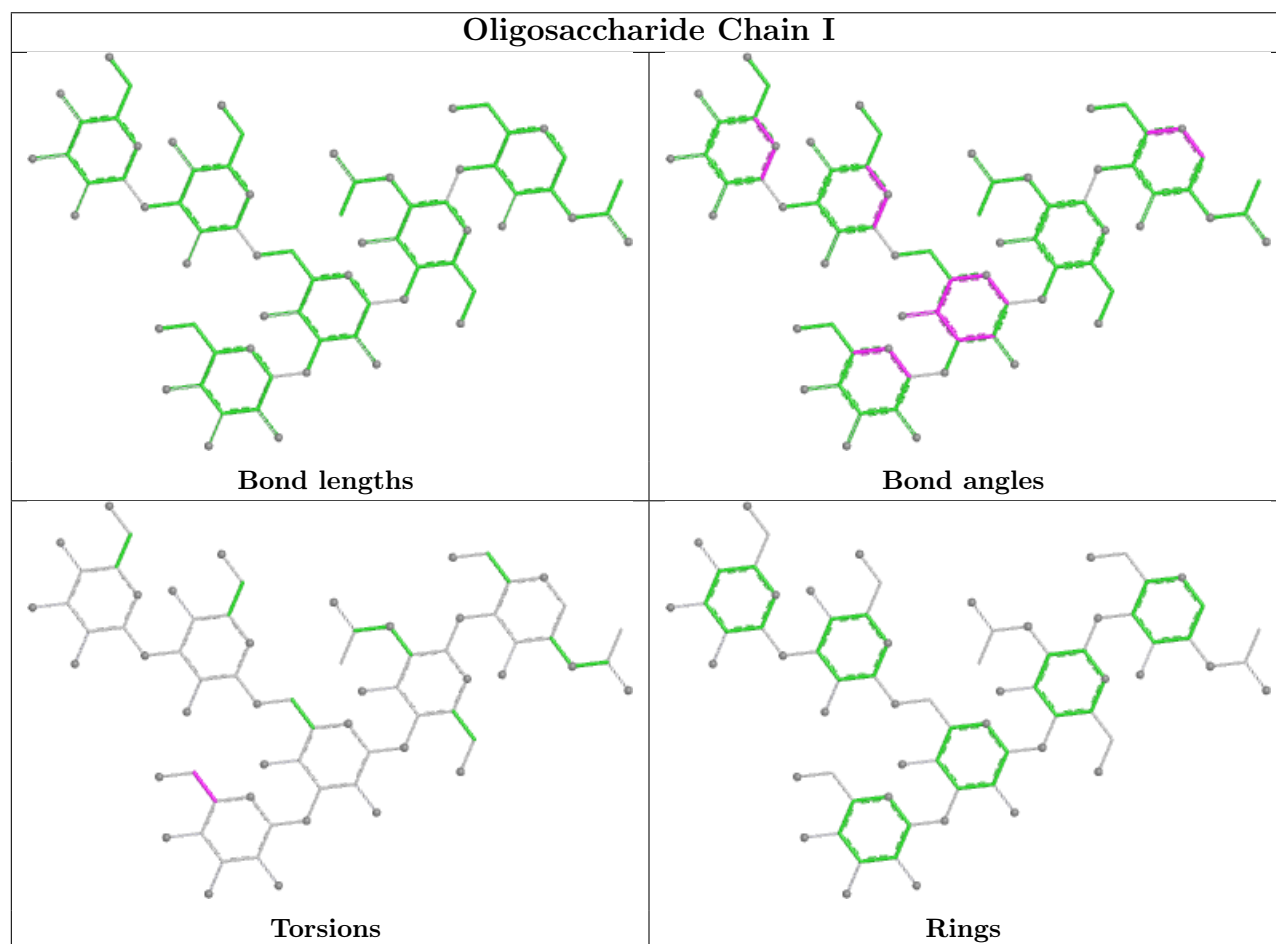 Oligosaccharide Chain I
Bond lengths
Bond angles
Torsions
Rings